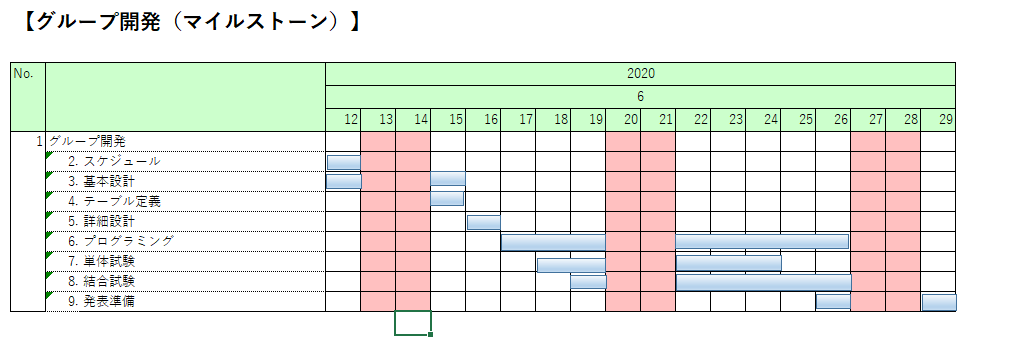 【グループ開発（マイルストーン）】
No. 2020
6
12 13 14 15 16 17 18 19 20 21 22 23 24 25 26 27 28 29
1 グループ開発
2. スケジュール
3. 基本設計
4. テーブル定義
5. 詳細設計
6. プログラミング
7. 単体試験
8. 結合試験
9. 発表準備